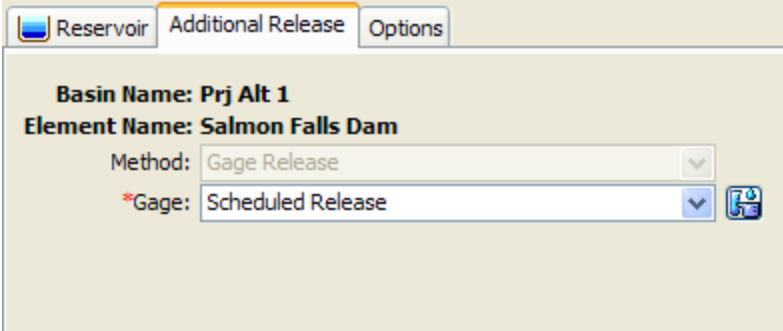 Reservoir Additional Release Options
Basin Name: Prj Alt 1
Element Name: Salmon Falls Dam
Method: Gage Release
*Gage: Scheduled Release